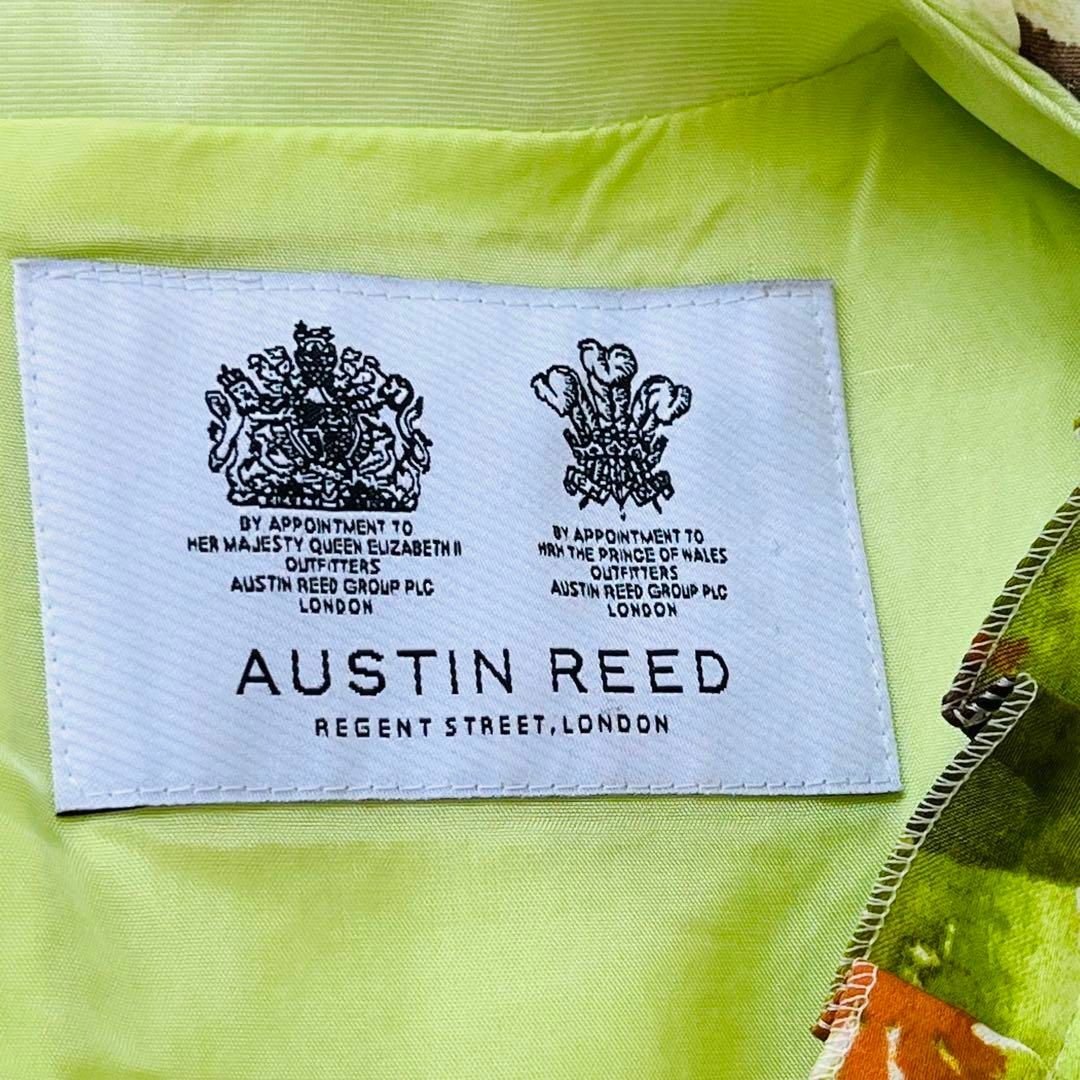 BY APPOINTMENT TO
HER MAJESTY QUEEN ELIZABETH II
OUTFITTERS
AUSTIN REED GROUP PLC
LONDON
BY APPOINTMENT TO
HRH THE PRINCE OF WALES
OUTFITTERS
AUSTIN REED GROUP PLC
LONDON
AUSTIN REED
REGENT STREET, LONDON